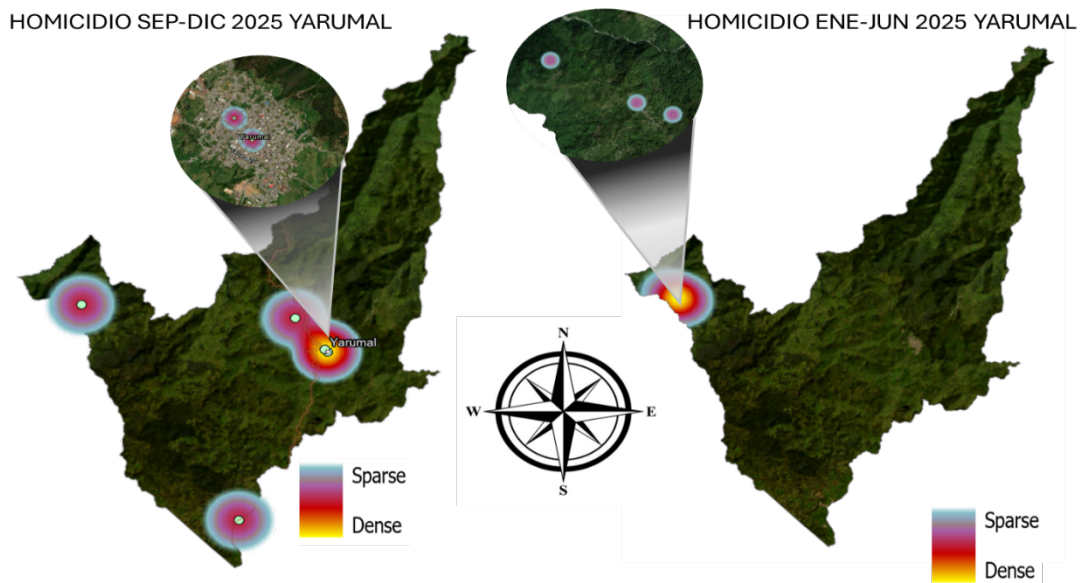 HOMICIDIO SEP-DIC 2025 YARUMAL
HOMICIDIO ENE-JUN 2025 YARUMAL
Yarumal
Yarumal
N
W
E
S
Sparse
Dense
Sparse
Dense